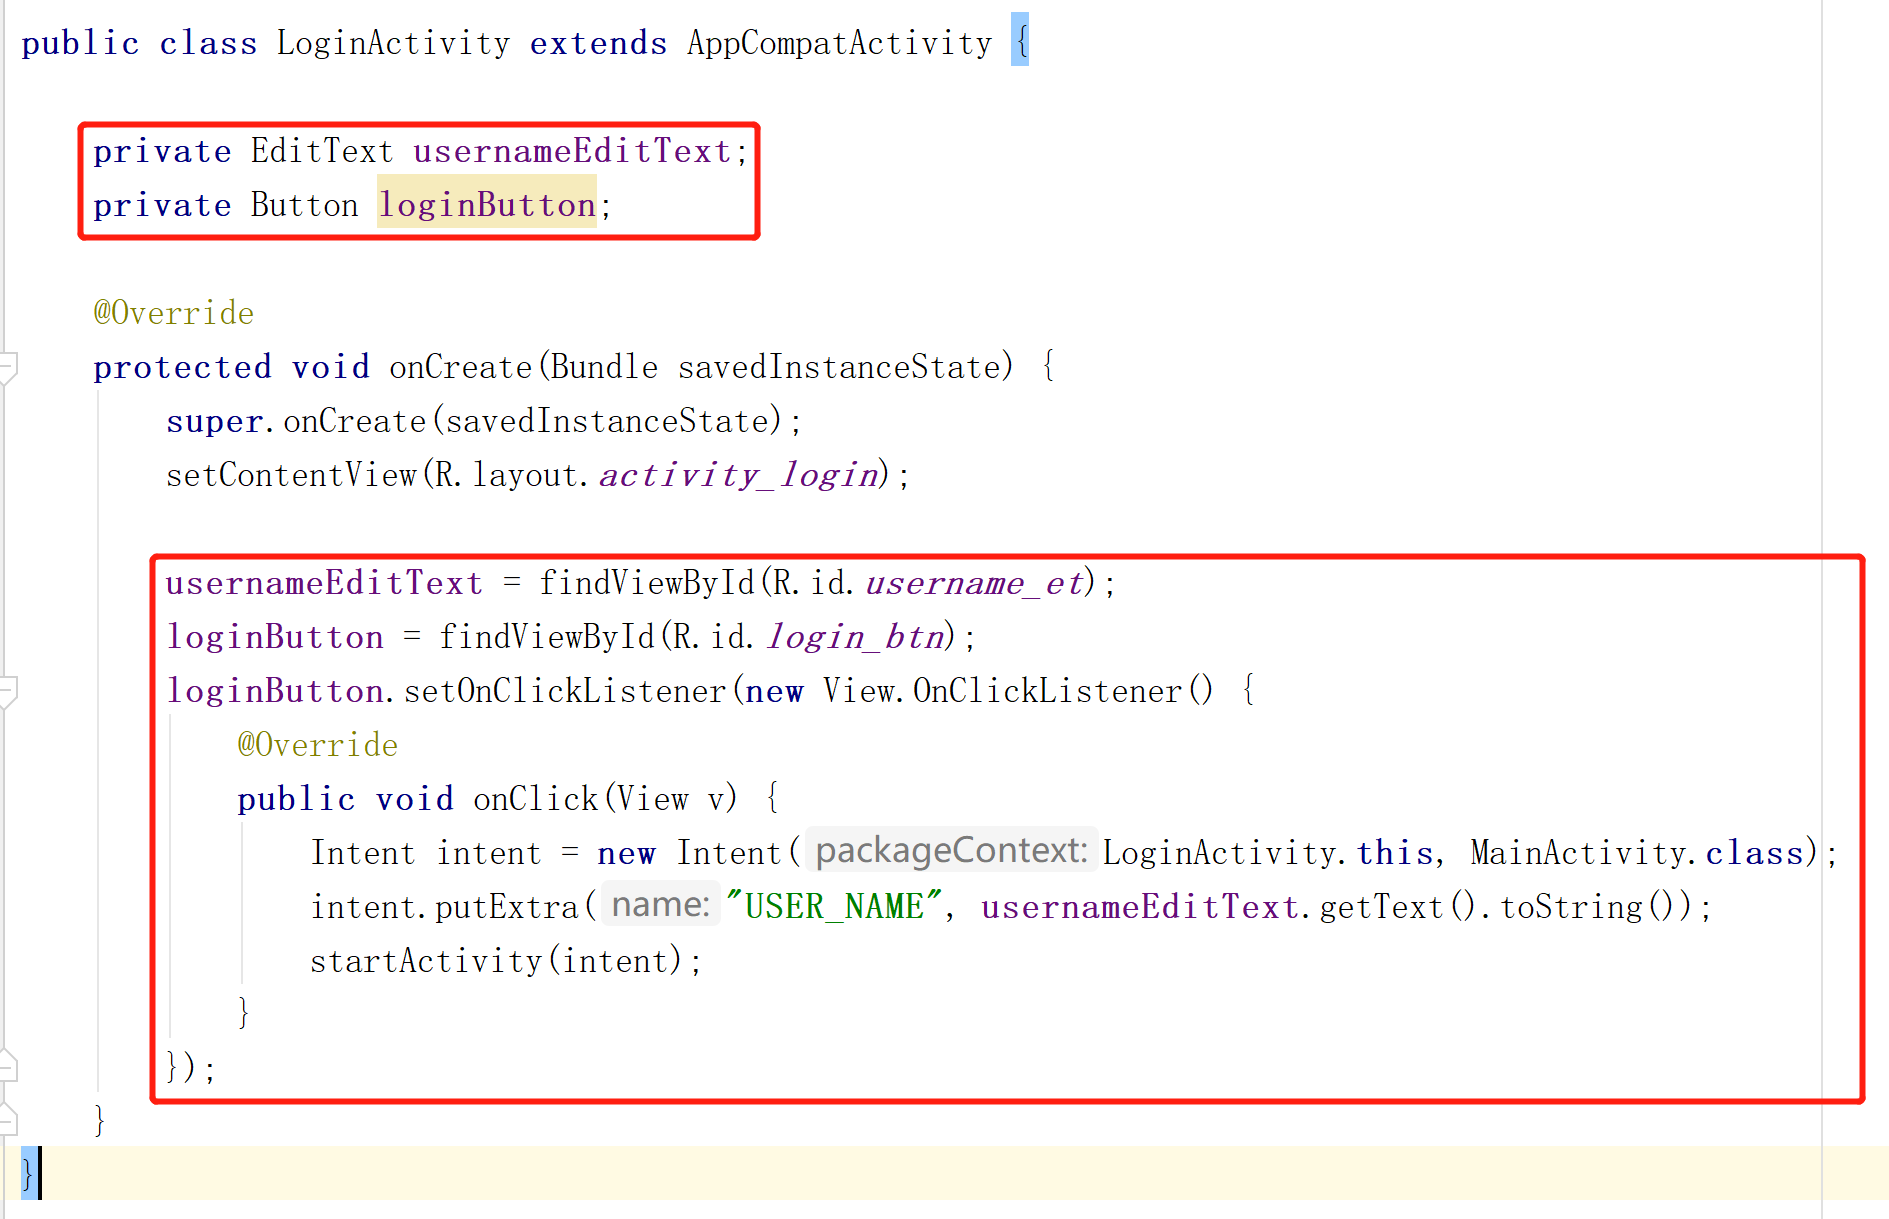 public class LoginActivity extends AppCompatActivity {
private EditText usernameEditText;
private Button loginButton;
@Override
protected void onCreate(Bundle savedInstanceState) {
super.onCreate(savedInstanceState);
setContentView(R.layout.activity_login);
usernameEditText = findViewById(R.id.username_et);
loginButton = findViewById(R.id.login_btn);
loginButton.setOnClickListener(new View.OnClickListener() {
@Override
public void onClick(View v) {
Intent intent = new Intent( packageContext: LoginActivity.this, MainActivity.class);
intent.putExtra( name: "USER_NAME", usernameEditText.getText().toString());
startActivity(intent);
}
});
}
}